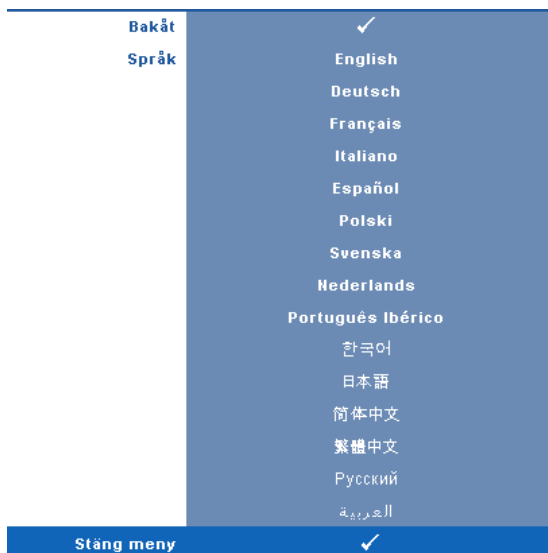 Bakåt ✓
Språk English
Deutsch
Français
Italiano
Español
Polski
Svenska
Nederlands
Português Ibérico
한국어
日本語
简体中文
繁體中文
Русский
العربية
Stäng meny ✓